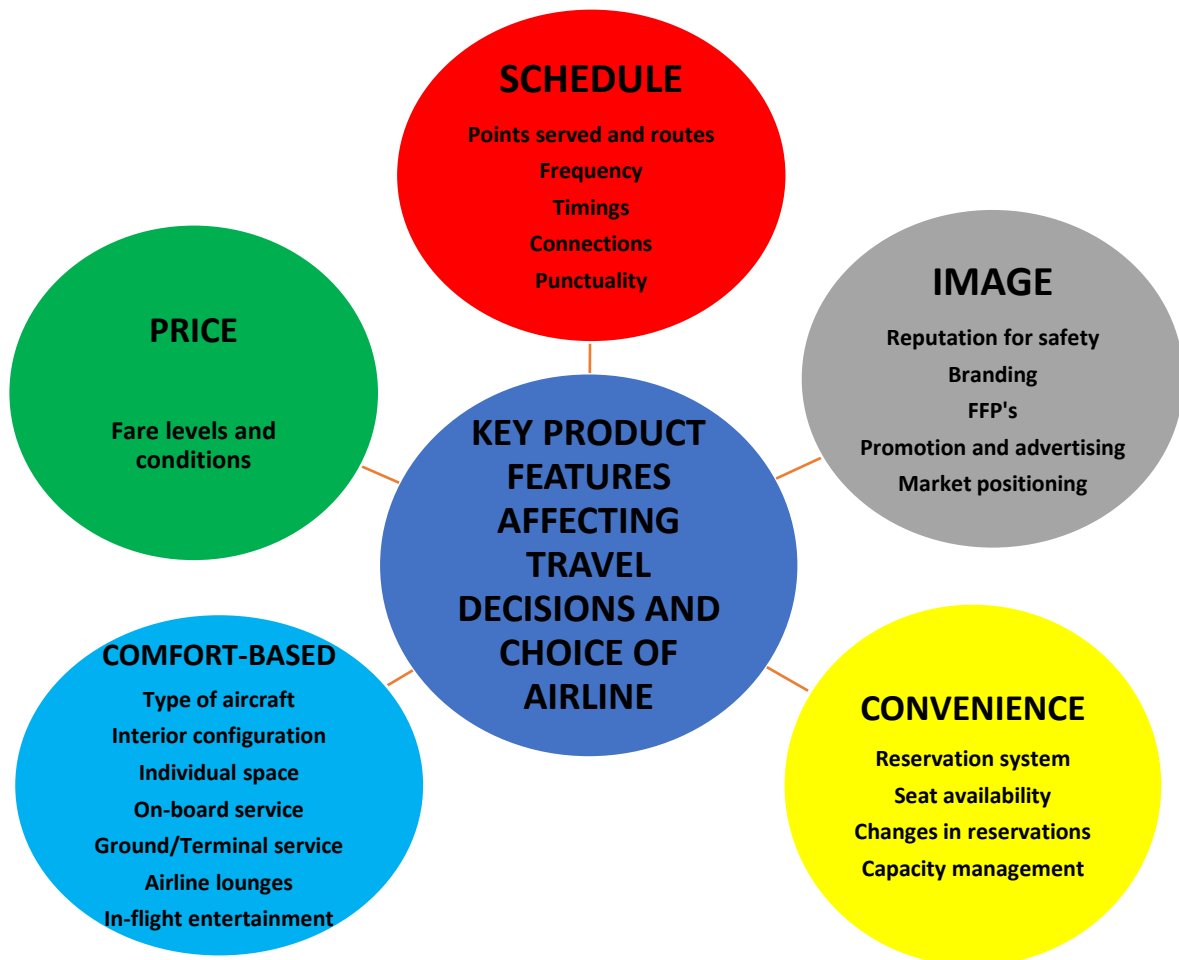 SCHEDULE
Points served and routes
Frequency
Timings
Connections
Punctuality
IMAGE
Reputation for safety
Branding
FFP's
Promotion and advertising
Market positioning
PRICE
Fare levels and
conditions
KEY PRODUCT
FEATURES
AFFECTING
TRAVEL
DECISIONS AND
CHOICE OF
AIRLINE
COMFORT-BASED
Type of aircraft
Interior configuration
Individual space
On-board service
Ground/Terminal service
Airline lounges
In-flight entertainment
CONVENIENCE
Reservation system
Seat availability
Changes in reservations
Capacity management